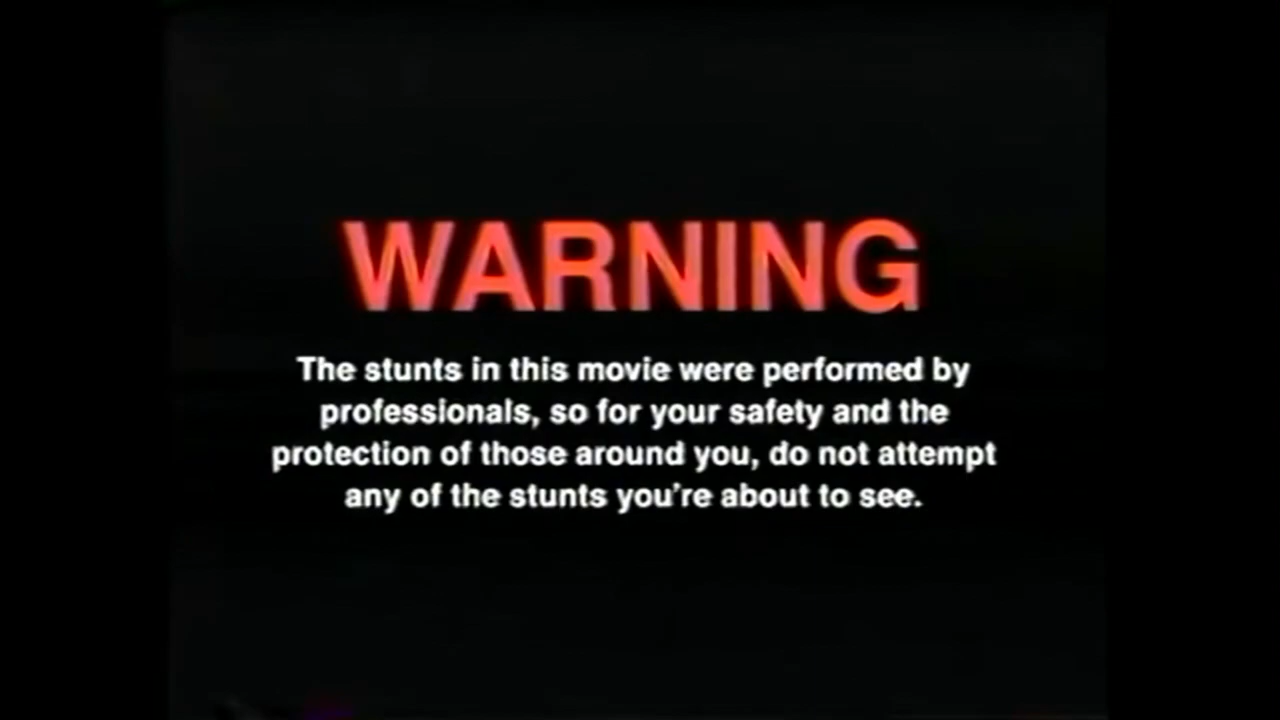 WARNING
The stunts in this movie were performed by
professionals, so for your safety and the
protection of those around you, do not attempt
any of the stunts you're about to see.